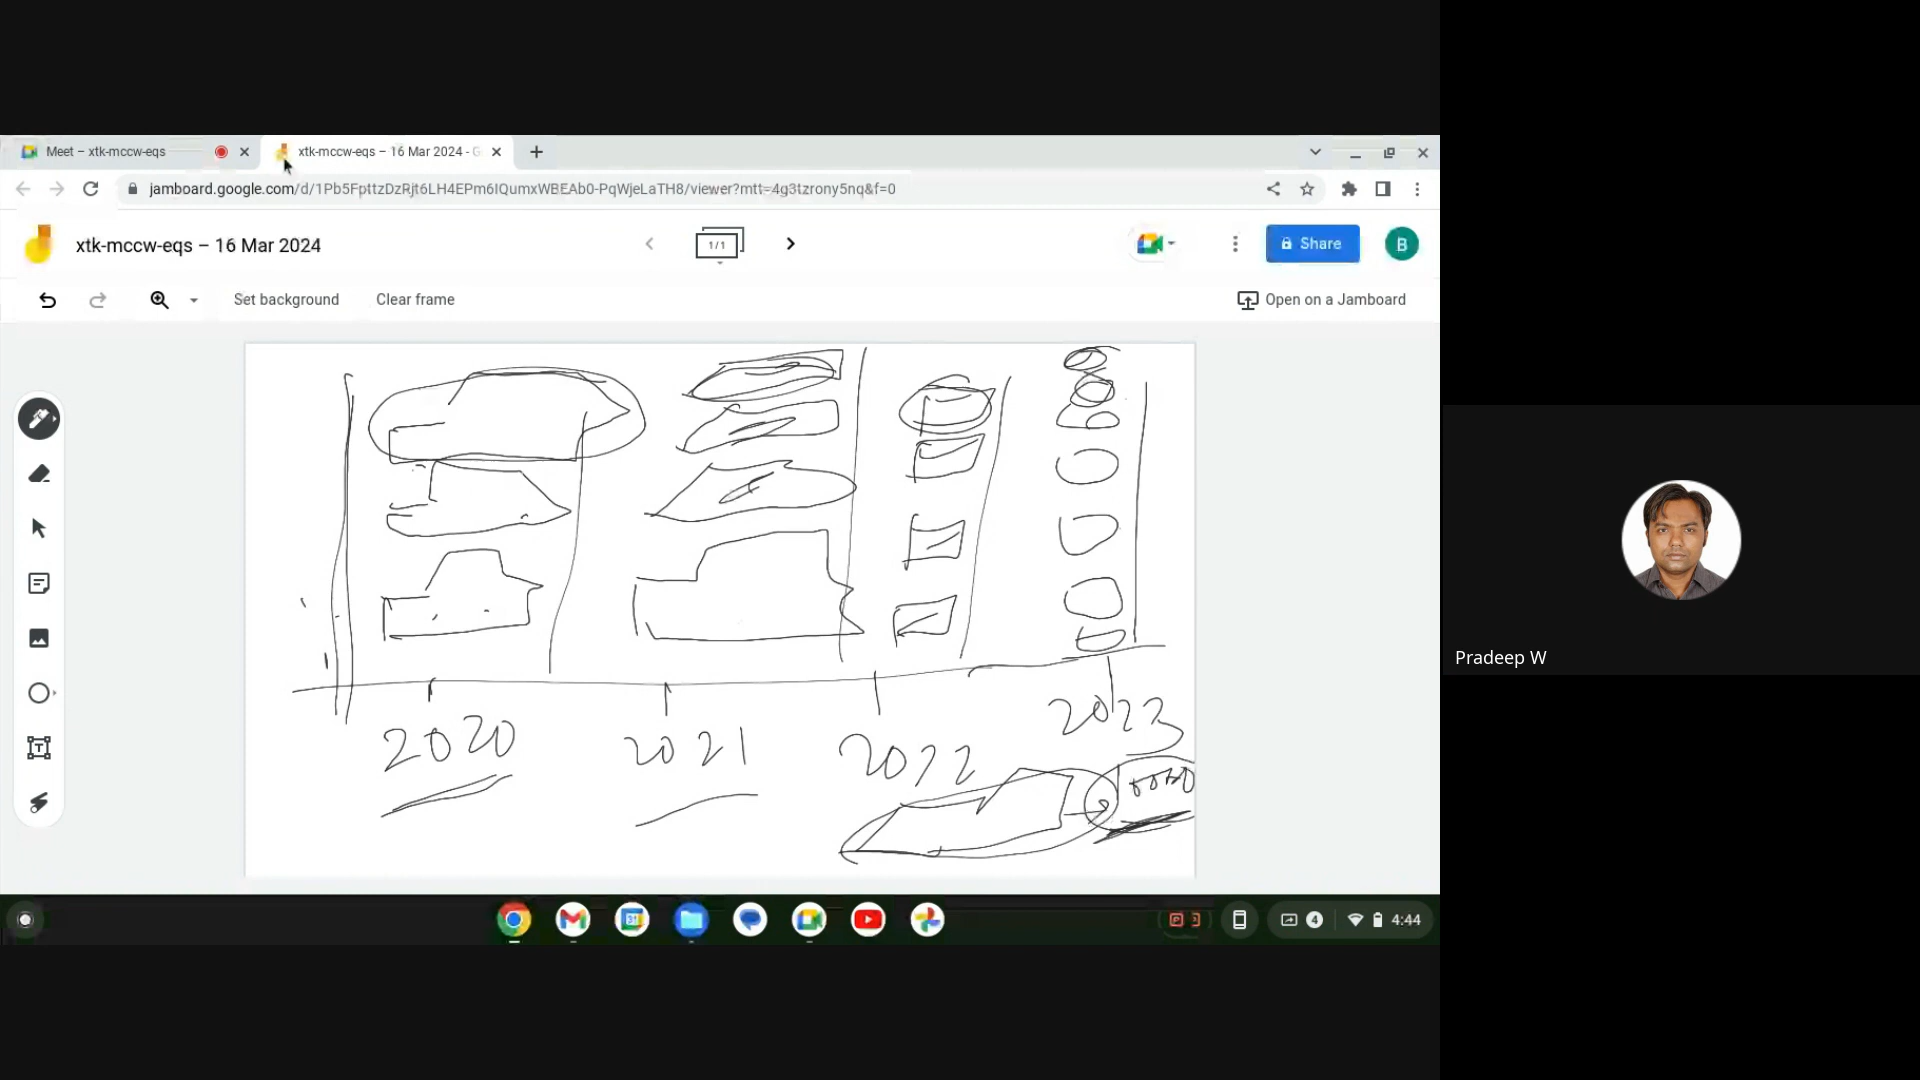 Meet – xtk-mccw-eqs
xtk-mccw-eqs – 16 Mar 2024 - G
jamboard.google.com/d/1Pb5FpttzDzRjt6LH4EPm6IQumxWBEAb0-PqWjeLaTH8/viewer?mtt=4g3tzrony5nq&f=0
xtk-mccw-eqs – 16 Mar 2024
1/1
Share
B
Set background
Clear frame
Open on a Jamboard
2020
2021
2022
2023
Pradeep W
31
4
4:44